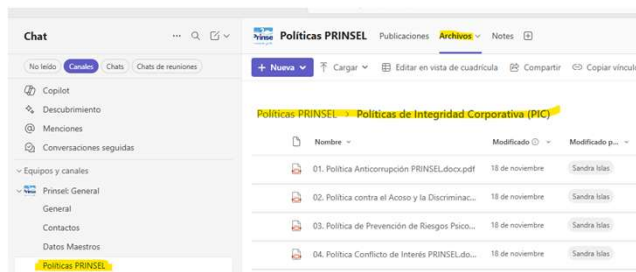 Chat
No leído Canales Chats Chats de reuniones
Copilot
Descubrimiento
Menciones
Conversaciones seguidas
Equipos y canales
Prinsel: General
General
Contactos
Datos Maestros
Políticas PRINSEL
Políticas PRINSEL Publicaciones Archivos Notes
+ Nueva Cargar Editar en vista de cuadrícula Compartir Copiar vínculo
Políticas PRINSEL > Políticas de Integridad Corporativa (PIC)
Nombre Modificado Modificado p...
01. Política Anticorrupción PRINSEL.docx.pdf 18 de noviembre Sandra Islas
02. Política contra el Acoso y la Discriminac... 18 de noviembre Sandra Islas
03. Política de Prevención de Riesgos Psico... 18 de noviembre Sandra Islas
04. Política Conflicto de Interés PRINSEL.do... 18 de noviembre Sandra Islas